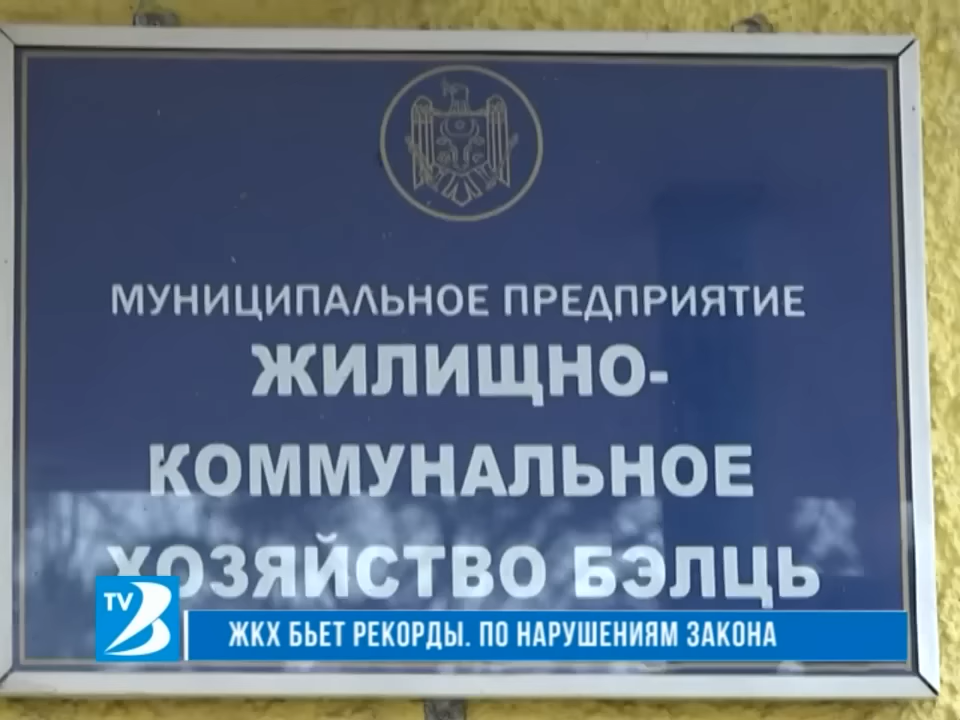 МУНИЦИПАЛЬНОЕ ПРЕДПРИЯТИЕ
ЖИЛИЩНО-
КОММУНАЛЬНОЕ
ХОЗЯЙСТВО БЭЛЦЬ
TV B
ЖКХ БЬЕТ РЕКОРДЫ. ПО НАРУШЕНИЯМ ЗАКОНА